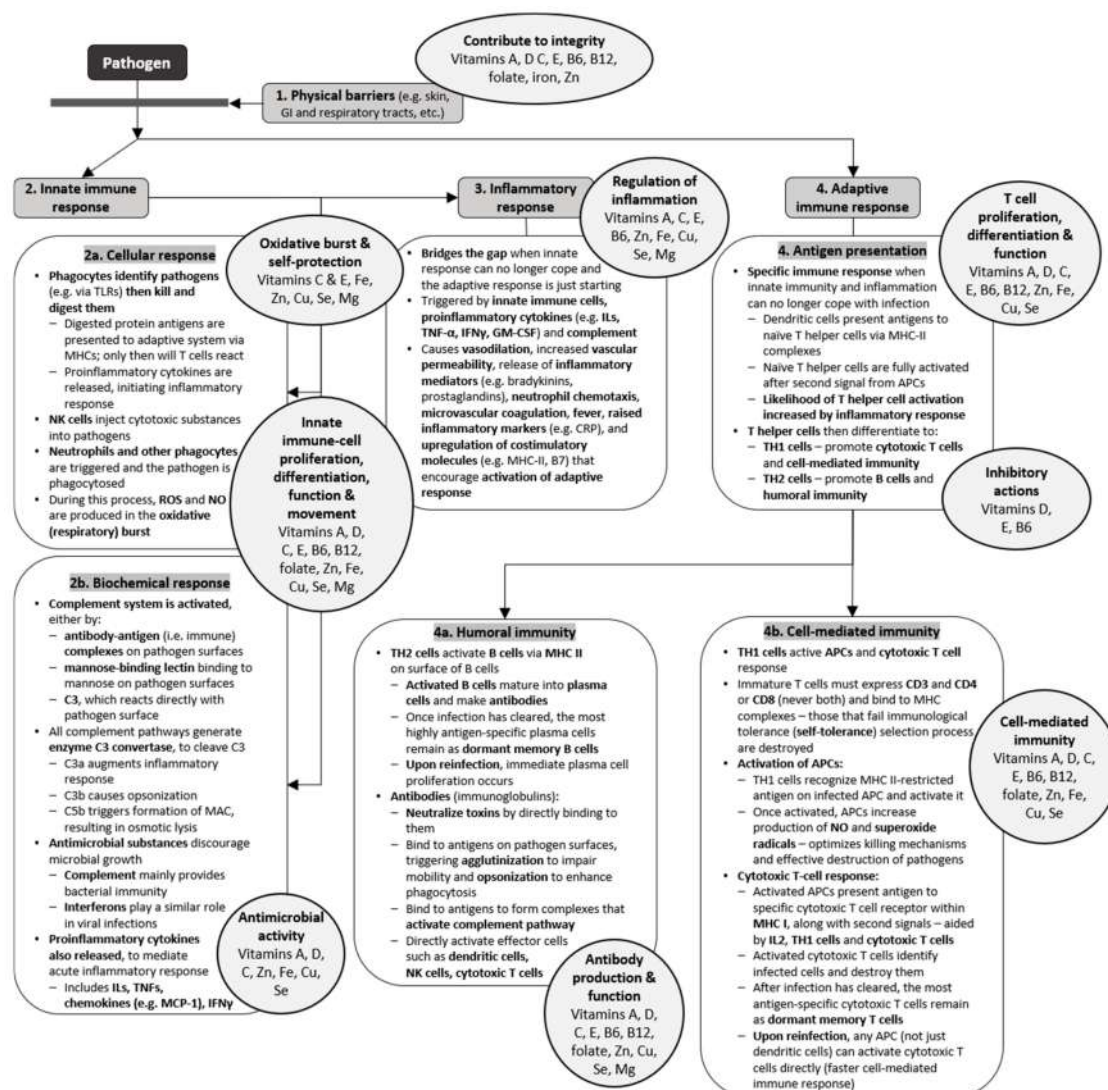 Contribute to integrity
Vitamins A, D C, E, B6, B12,
folate, iron, Zn
Pathogen
1. Physical barriers (e.g. skin,
GI and respiratory tracts, etc.)
2. Innate immune
response
3. Inflammatory
response
Regulation of
inflammation
Vitamins A, C, E,
B6, Zn, Fe, Cu,
Se, Mg
4. Adaptive
immune response
T cell
proliferation,
differentiation &
function
Vitamins A, D, C,
E, B6, B12, Zn, Fe,
Cu, Se
Oxidative burst &
self-protection
Vitamins C & E, Fe,
Zn, Cu, Se, Mg
2a. Cellular response
• Phagocytes identify pathogens
(e.g. via TLRs) then kill and
digest them
– Digested protein antigens are
presented to adaptive system via
MHCs; only then will T cells react
– Proinflammatory cytokines are
released, initiating inflammatory
response
• NK cells inject cytotoxic substances
into pathogens
• Neutrophils and other phagocytes
are triggered and the pathogen is
phagocytosed
• During this process, ROS and NO
are produced in the oxidative
(respiratory) burst
Innate
immune-cell
proliferation,
differentiation,
function &
movement
Vitamins A, D,
C, E, B6, B12,
folate, Zn, Fe,
Cu, Se, Mg
• Bridges the gap when innate
response can no longer cope and
the adaptive response is just starting
• Triggered by innate immune cells,
proinflammatory cytokines (e.g. ILs,
TNF-α, IFNγ, GM-CSF) and complement
• Causes vasodilation, increased vascular
permeability, release of inflammatory
mediators (e.g. bradykinins,
prostaglandins), neutrophil chemotaxis,
microvascular coagulation, fever, raised
inflammatory markers (e.g. CRP), and
upregulation of costimulatory
molecules (e.g. MHC-II, B7) that
encourage activation of adaptive
response
4. Antigen presentation
• Specific immune response when
innate immunity and inflammation
can no longer cope with infection
– Dendritic cells present antigens to
naïve T helper cells via MHC-II
complexes
– Naïve T helper cells are fully activated
after second signal from APCs
– Likelihood of T helper cell activation
increased by inflammatory response
• T helper cells then differentiate to:
– TH1 cells – promote cytotoxic T cells
and cell-mediated immunity
– TH2 cells – promote B cells and
humoral immunity
Inhibitory
actions
Vitamins D,
E, B6
2b. Biochemical response
• Complement system is activated,
either by:
– antibody-antigen (i.e. immune)
complexes on pathogen surfaces
– mannose-binding lectin binding to
mannose on pathogen surfaces
– C3, which reacts directly with
pathogen surface
• All complement pathways generate
enzyme C3 convertase, to cleave C3
– C3a augments inflammatory
response
– C3b causes opsonization
– C5b triggers formation of MAC,
resulting in osmotic lysis
• Antimicrobial substances discourage
microbial growth
– Complement mainly provides
bacterial immunity
– Interferons play a similar role
in viral infections
• Proinflammatory cytokines
also released, to mediate
acute inflammatory response
– Includes ILs, TNFs,
chemokines (e.g. MCP-1), IFNγ
Antimicrobial
activity
Vitamins A, D,
C, Zn, Fe, Cu,
Se
4a. Humoral immunity
• TH2 cells activate B cells via MHC II
on surface of B cells
– Activated B cells mature into plasma
cells and make antibodies
– Once infection has cleared, the most
highly antigen-specific plasma cells
remain as dormant memory B cells
– Upon reinfection, immediate plasma cell
proliferation occurs
• Antibodies (immunoglobulins):
– Neutralize toxins by directly binding to
them
– Bind to antigens on pathogen surfaces,
triggering agglutinization to impair
mobility and opsonization to enhance
phagocytosis
– Bind to antigens to form complexes that
activate complement pathway
– Directly activate effector cells
such as dendritic cells,
NK cells, cytotoxic T cells
Antibody
production &
function
Vitamins A, D,
C, E, B6, B12,
folate, Zn, Cu,
Se, Mg
4b. Cell-mediated immunity
• TH1 cells active APCs and cytotoxic T cell
response
• Immature T cells must express CD3 and CD4
or CD8 (never both) and bind to MHC
complexes – those that fail immunological
tolerance (self-tolerance) selection process
are destroyed
• Activation of APCs:
– TH1 cells recognize MHC II-restricted
antigen on infected APC and activate it
– Once activated, APCs increase
production of NO and superoxide
radicals – optimizes killing mechanisms
and effective destruction of pathogens
• Cytotoxic T-cell response:
– Activated APCs present antigen to
specific cytotoxic T cell receptor within
MHC I, along with second signals – aided
by IL2, TH1 cells and cytotoxic T cells
– Activated cytotoxic T cells identify
infected cells and destroy them
– After infection has cleared, the most
antigen-specific cytotoxic T cells remain
as dormant memory T cells
– Upon reinfection, any APC (not just
dendritic cells) can activate cytotoxic T
cells directly (faster cell-mediated
immune response)
Cell-mediated
immunity
Vitamins A, D, C,
E, B6, B12,
folate, Zn, Fe,
Cu, Se